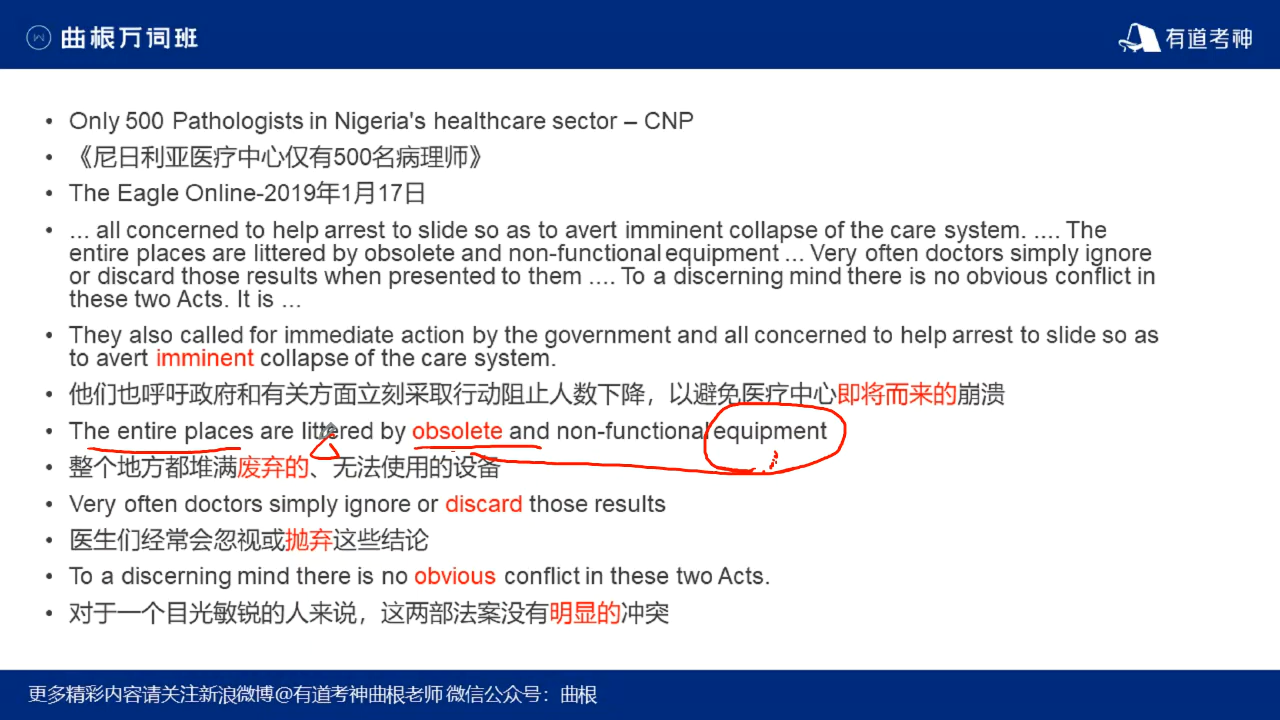 曲根万词班
有道考神
• Only 500 Pathologists in Nigeria's healthcare sector – CNP
• 《尼日利亚医疗中心仅有500名病理师》
• The Eagle Online-2019年1月17日
• ... all concerned to help arrest to slide so as to avert imminent collapse of the care system. .... The
entire places are littered by obsolete and non-functional equipment ... Very often doctors simply ignore
or discard those results when presented to them .... To a discerning mind there is no obvious conflict in
these two Acts. It is ...
• They also called for immediate action by the government and all concerned to help arrest to slide so as
to avert imminent collapse of the care system.
• 他们也呼吁政府和有关方面立刻采取行动阻止人数下降，以避免医疗中心即将而来的崩溃
• The entire places are littered by obsolete and non-functional equipment
• 整个地方都堆满废弃的、无法使用的设备
• Very often doctors simply ignore or discard those results
• 医生们经常会忽视或抛弃这些结论
• To a discerning mind there is no obvious conflict in these two Acts.
• 对于一个目光敏锐的人来说，这两部法案没有明显的冲突
更多精彩内容请关注新浪微博@有道考神曲根老师 微信公众号：曲根